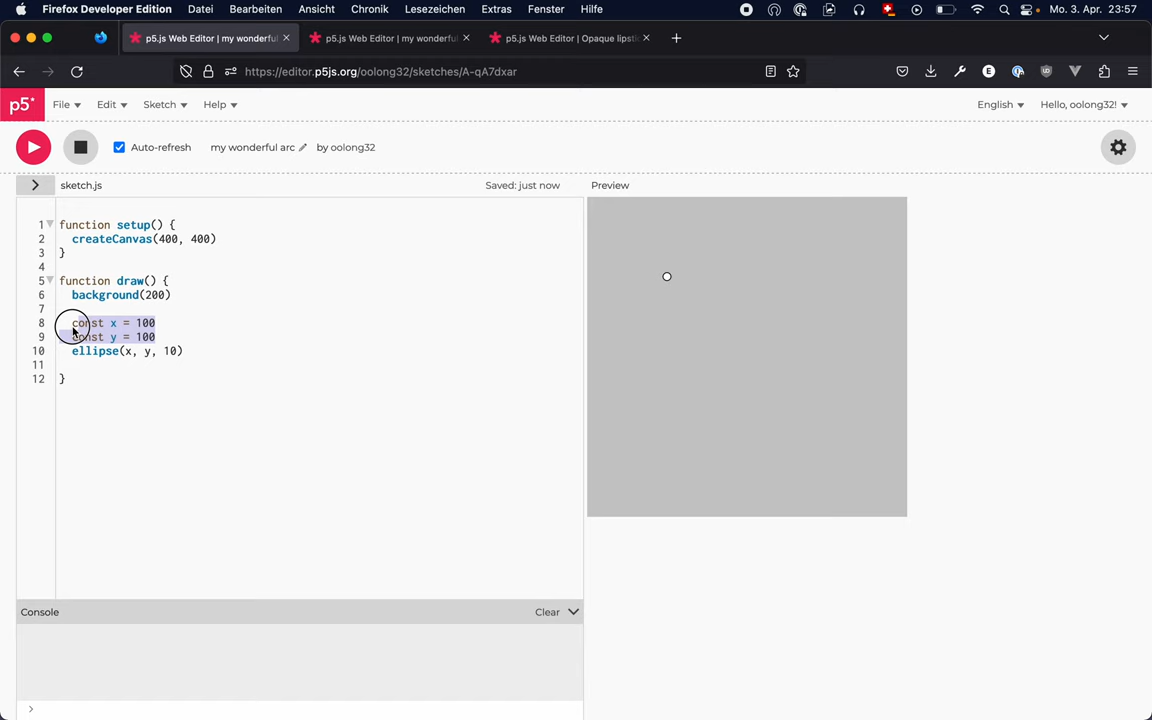 Firefox Developer Edition Datei Bearbeiten Ansicht Chronik Lesezeichen Extras Fenster Hilfe Mo. 3. Apr. 23:57
p5.js Web Editor | my wonderfu p5.js Web Editor | my wonderfu p5.js Web Editor | Opaque lipsti
https://editor.p5js.org/oolong32/sketches/A-qA7dxar
p5* File Edit Sketch Help English Hello, oolong32!
Auto-refresh my wonderful arc by oolong32
sketch.js Saved: just now Preview
1 function setup() {
2 createCanvas(400, 400)
3 }
4
5 function draw() {
6 background(200)
7
8 const x = 100
9 const y = 100
10 ellipse(x, y, 10)
11
12 }
Console Clear
>